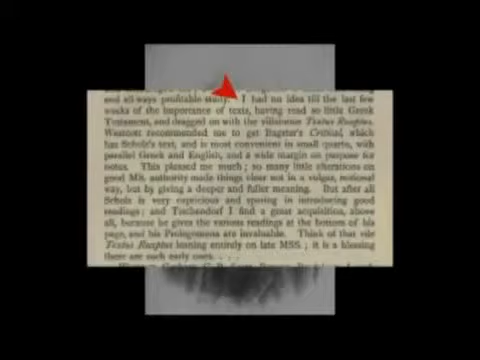 and all-ways profitable study. I had no idea till the last few
weeks of the importance of texts, having read so little Greek
Testament, and dragged on with the villainous Textus Receptus.
Westcott recommended me to get Bagster's Critical, which
has Scholz's text, and is most convenient in small quarto, with
parallel Greek and English, and a wide margin on purpose for
notes. This pleased me much; so many little alterations on
good MS. authority made things clear not in a vulgar, notional
way, but by giving a deeper and fuller meaning. But after all
Scholz is very capricious and sparing in introducing good
readings; and Tischendorf I find a great acquisition, above
all, because he gives the various readings at the bottom of his
page, and his Prolegomena are invaluable. Think of that vile
Textus Receptus leaning entirely on late MSS.; it is a blessing
there are such early ones. . . .